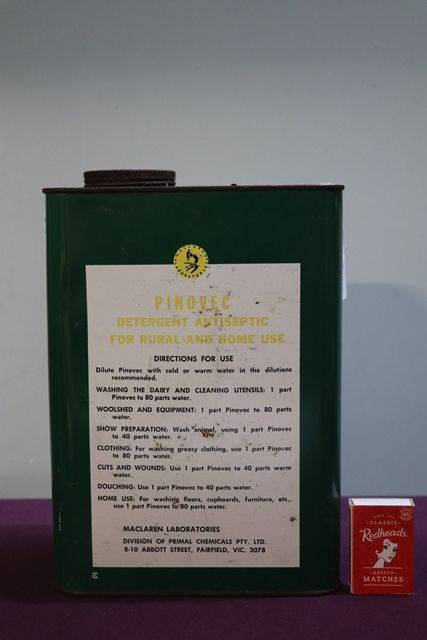 PINOVEC
DETERGENT ANTISEPTIC
FOR RURAL AND HOME USE
DIRECTIONS FOR USE
Dilute Pinovec with cold or warm water in the dilutions
recommended.
WASHING THE DAIRY AND CLEANING UTENSILS: 1 part
Pinovec to 80 parts water.
WOOLSHED AND EQUIPMENT: 1 part Pinovec to 80 parts
water.
SHOW PREPARATION: Wash animal, using 1 part Pinovec
to 40 parts water.
CLOTHING: For washing greasy clothing, use 1 part Pinovec
to 80 parts water.
CUTS AND WOUNDS: Use 1 part Pinovec to 40 parts warm
water.
DOUCHING: Use 1 part Pinovec to 40 parts water.
HOME USE: For washing floors, cupboards, furniture, etc.,
use 1 part Pinovec to 80 parts water.
MACLAREN LABORATORIES
DIVISION OF PRIMAL CHEMICALS PTY. LTD.
8-10 ABBOTT STREET, FAIRFIELD, VIC. 3078
CLASSIC
Redheads
SAFETY
MATCHES